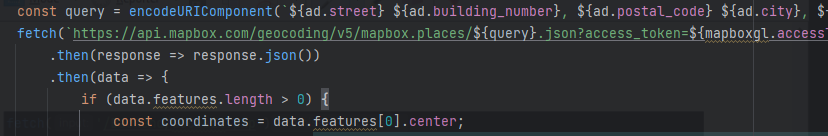 const query = encodeURIComponent(`${ad.street} ${ad.building_number}, ${ad.postal_code} ${ad.city}, $
fetch(`https://api.mapbox.com/geocoding/v5/mapbox.places/${query}.json?access_token=${mapboxgl.access
.then(response => response.json())
.then(data => {
if (data.features.length > 0) {
const coordinates = data.features[0].center;